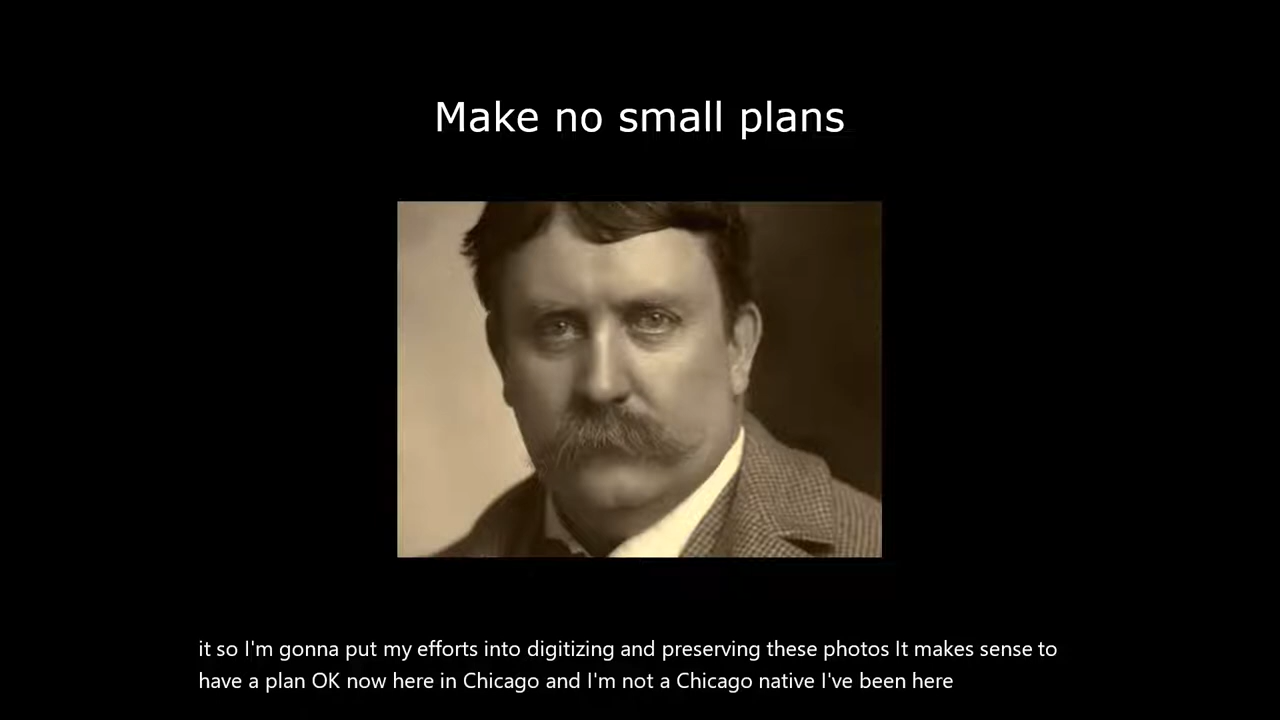 Make no small plans
it so I'm gonna put my efforts into digitizing and preserving these photos It makes sense to
have a plan OK now here in Chicago and I'm not a Chicago native I've been here